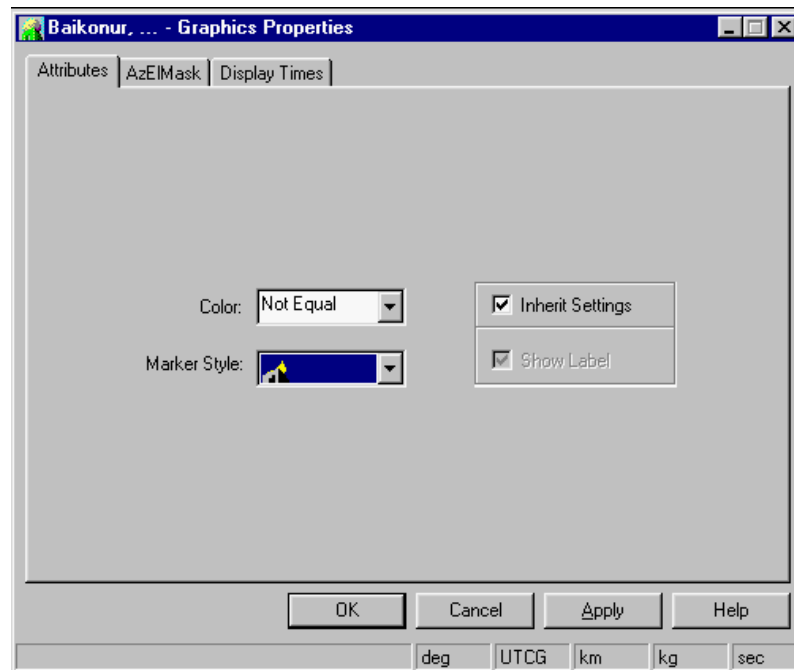 Baikonur, ... - Graphics Properties
Attributes AzElMask Display Times
Color: Not Equal Inherit Settings
Marker Style: Show Label
OK Cancel Apply Help
deg UTCG km kg sec